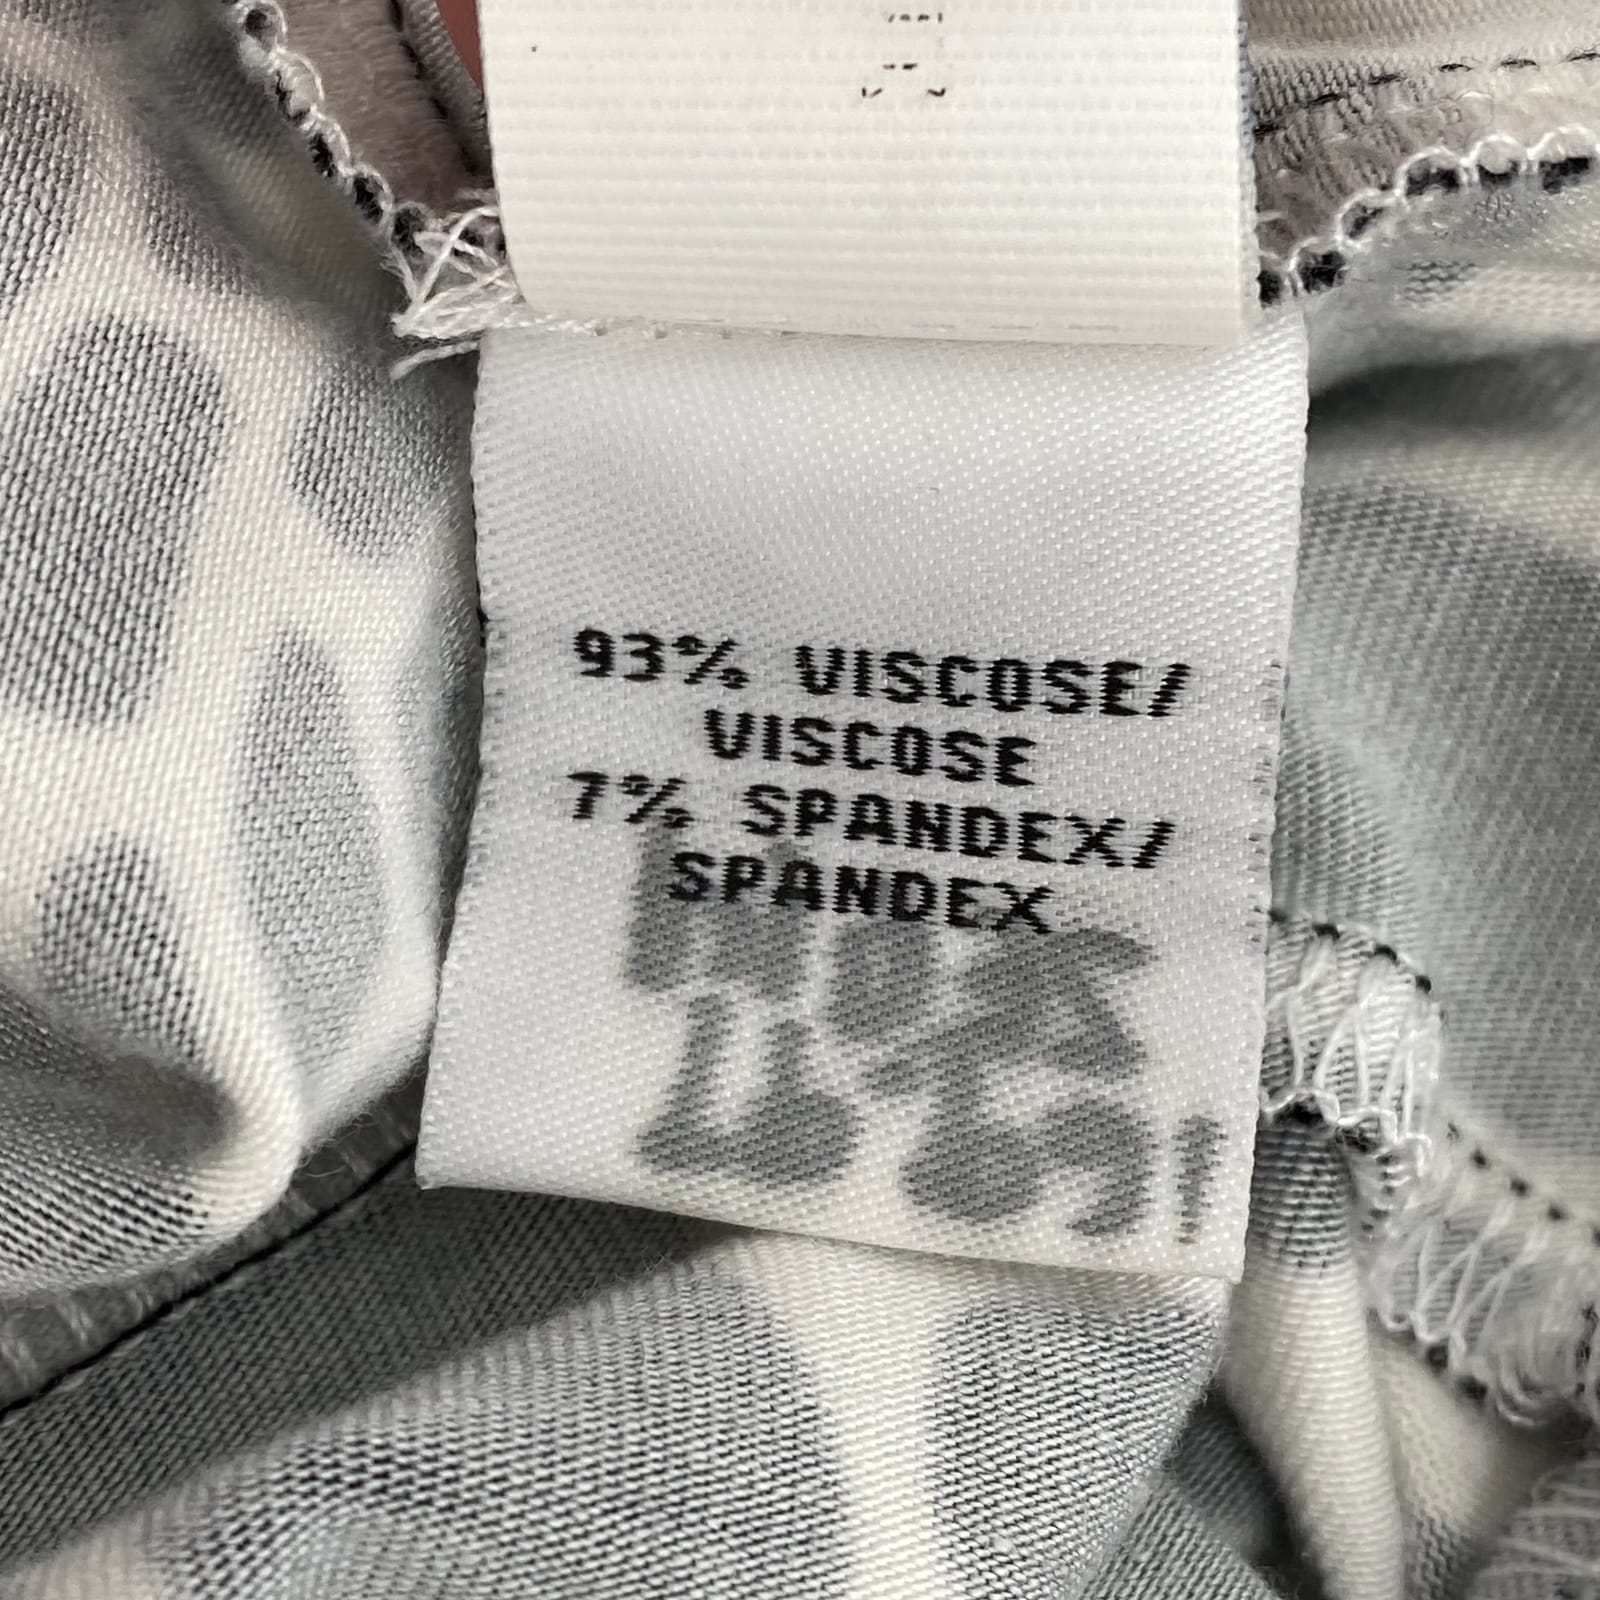 93% VISCOSE/
VISCOSE
7% SPANDEX/
SPANDEX